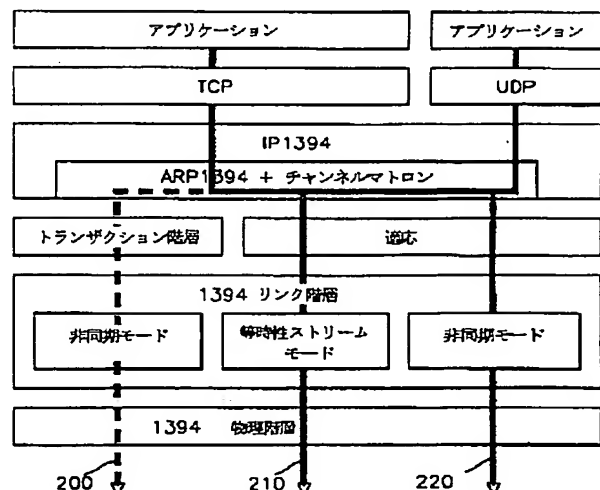 アプリケーション
アプリケーション
TCP
UDP
IP1394
ARP1394 + チャンネルマトロン
トランザクション階層
適応
1394 リンク階層
非同期モード
等時性ストリーム
モード
非同期モード
1394 物理階層
200
210
220